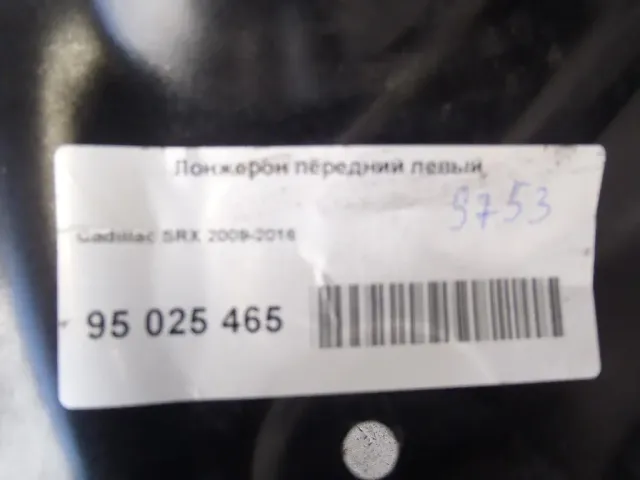 Лонжерон передний левый
9753
Cadillac SRX 2009-2016
95 025 465